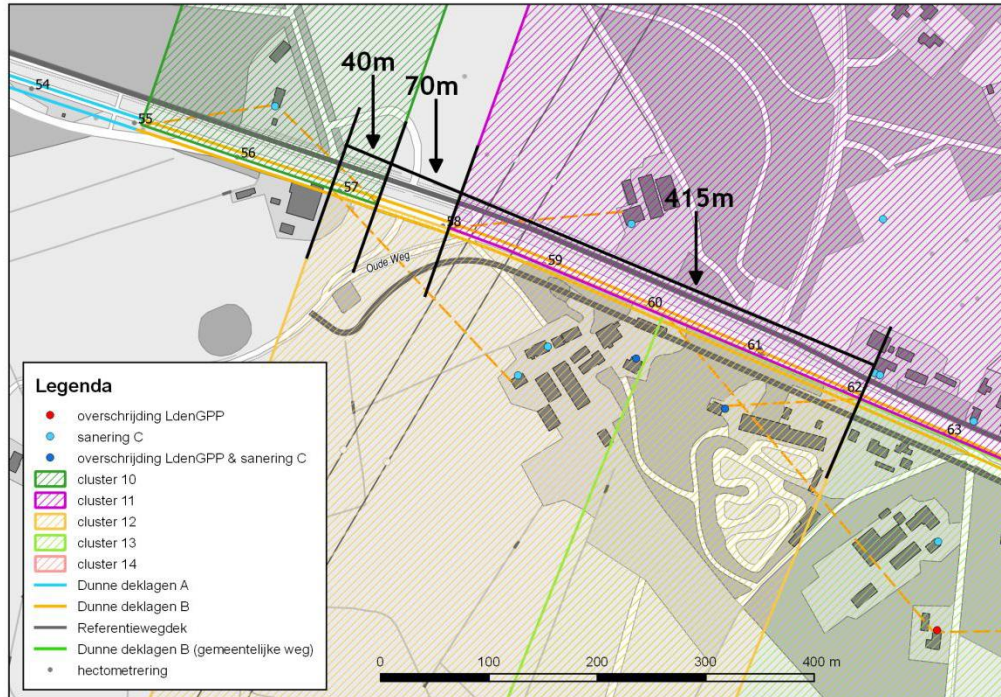 40m
70m
54
55
56
57
58
415m
59
60
61
62
63
Oude Weg
Legenda
overschrijding LdenGPP
sanering C
overschrijding LdenGPP & sanering C
cluster 10
cluster 11
cluster 12
cluster 13
cluster 14
Dunne deklagen A
Dunne deklagen B
Referentiewegdek
Dunne deklagen B (gemeentelijke weg)
hectometrering
0 100 200 300 400 m